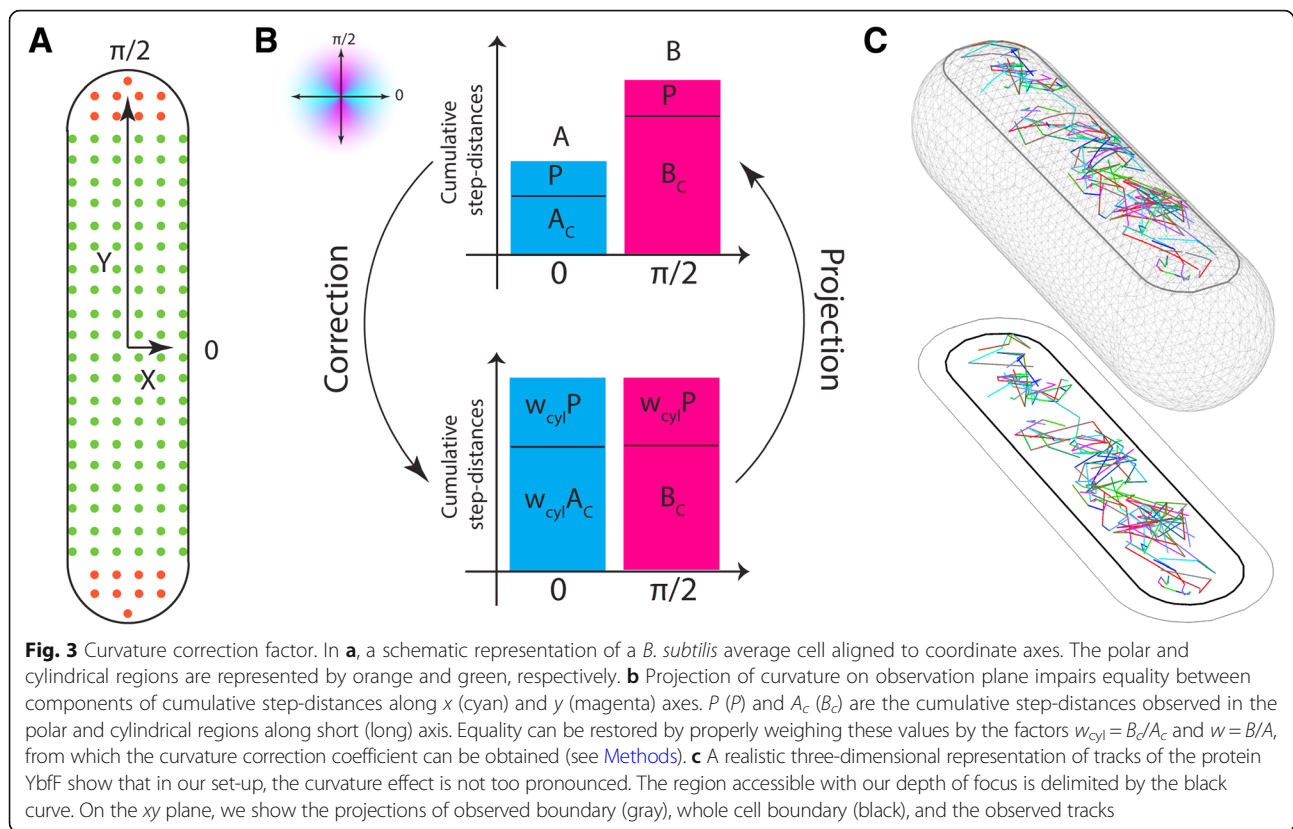 A
π/2
Y
X
0
B
π/2
0
Cumulative
step-distances
A
P
A_C
B
P
B_C
0
π/2
Correction
Projection
Cumulative
step-distances
w_cyl P
w_cyl A_C
w_cyl P
B_C
0
π/2
C
Fig. 3 Curvature correction factor. In a, a schematic representation of a B. subtilis average cell aligned to coordinate axes. The polar and
cylindrical regions are represented by orange and green, respectively. b Projection of curvature on observation plane impairs equality between
components of cumulative step-distances along x (cyan) and y (magenta) axes. P (P) and A_c (B_c) are the cumulative step-distances observed in the
polar and cylindrical regions along short (long) axis. Equality can be restored by properly weighing these values by the factors w_cyl = B_c/A_c and w = B/A,
from which the curvature correction coefficient can be obtained (see Methods). c A realistic three-dimensional representation of tracks of the protein
YbfF show that in our set-up, the curvature effect is not too pronounced. The region accessible with our depth of focus is delimited by the black
curve. On the xy plane, we show the projections of observed boundary (gray), whole cell boundary (black), and the observed tracks